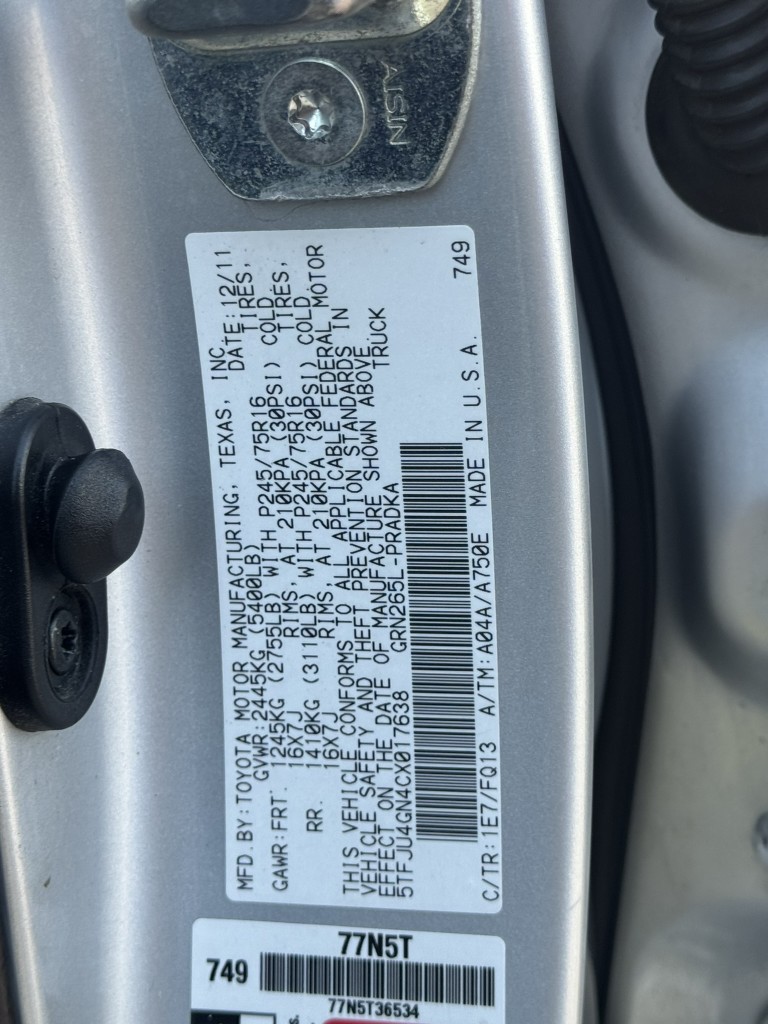 AISIN
MFD. BY: TOYOTA MOTOR MANUFACTURING, TEXAS, INC.
GVWR: 2445KG (5400LB) DATE: 12/11
GAWR: FRT. 1245KG (2755LB) WITH P245/75R16 TIRES,
16X7J RIMS, AT 210KPA (30PSI) COLD
RR. 1410KG (3110LB) WITH P245/75R16 TIRES,
16X7J RIMS, AT 210KPA (30PSI) COLD
THIS VEHICLE CONFORMS TO ALL APPLICABLE FEDERAL MOTOR
VEHICLE SAFETY AND THEFT PREVENTION STANDARDS IN
EFFECT ON THE DATE OF MANUFACTURE SHOWN ABOVE.
5TFJU4GN4CX017638 GRN265L-PRADKA TRUCK
C/TR: 1E7/FQ13 A/TM: A04A/A750E MADE IN U.S.A. 749
77N5T
749
77N5T36534